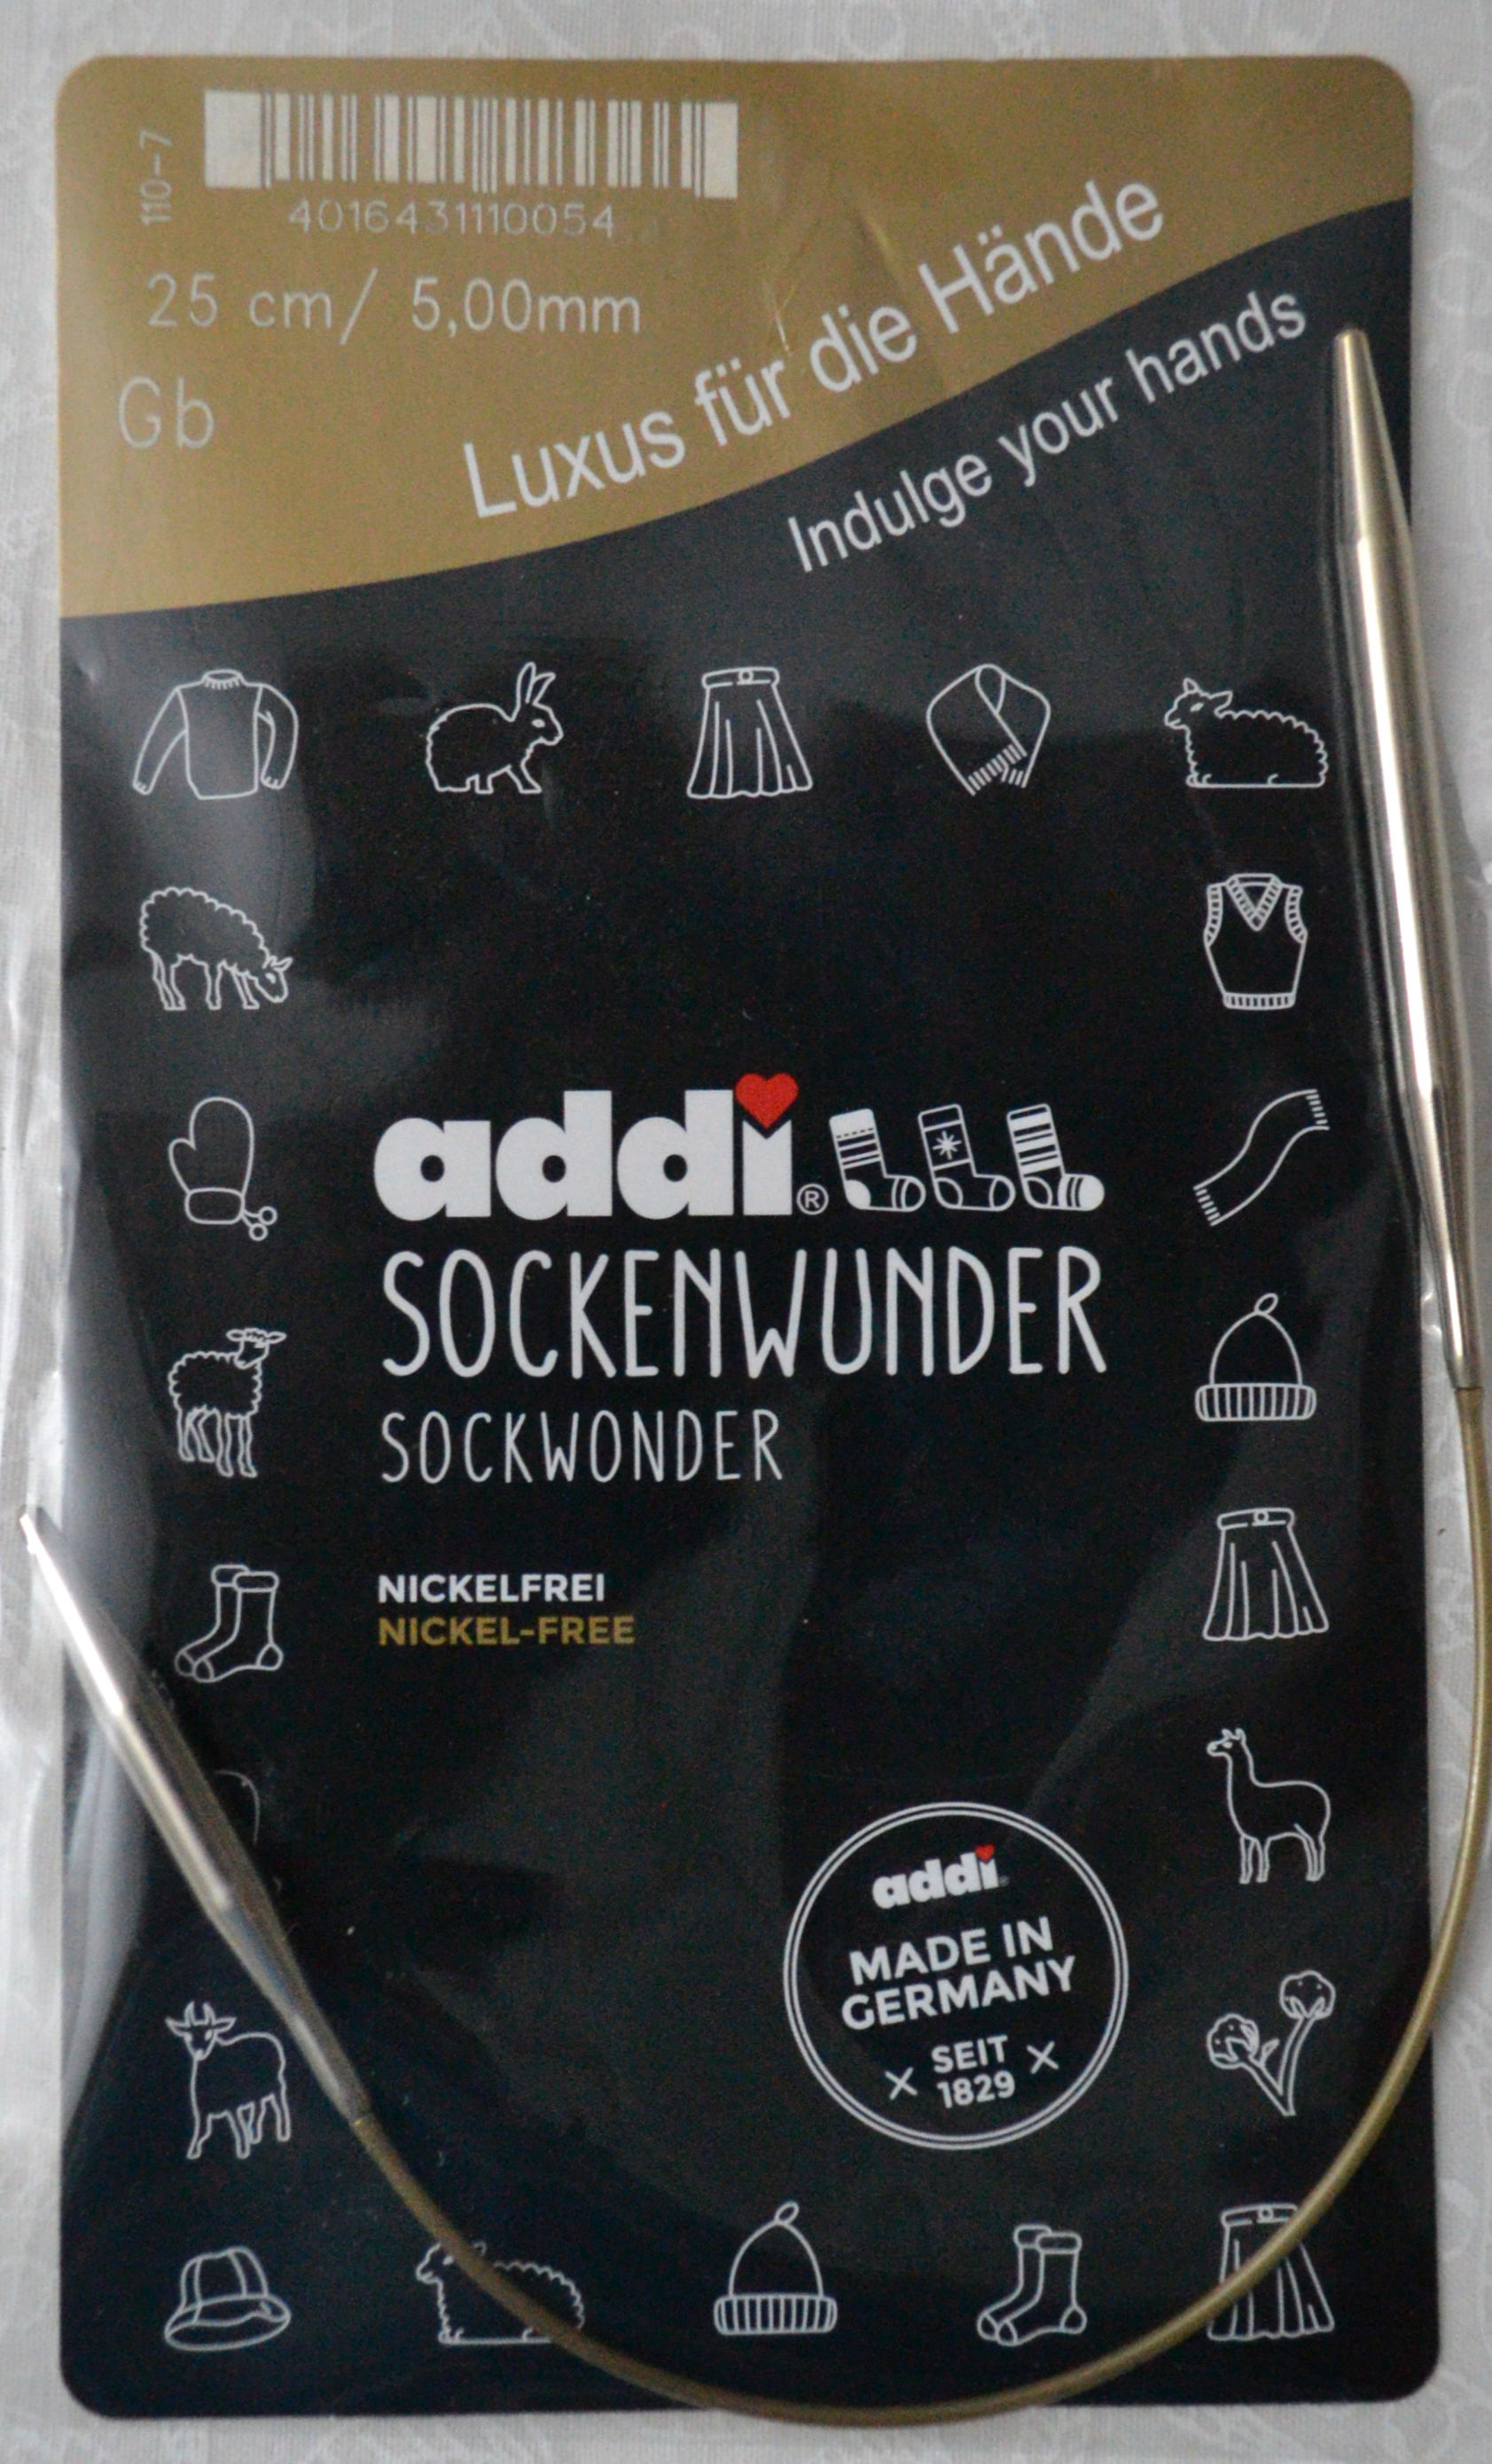 110-7
4016431110054
25 cm/ 5,00mm
Gb
Luxus für die Hände
Indulge your hands
addi®
SOCKENWUNDER
SOCKWONDER
NICKELFREI
NICKEL-FREE
addi
MADE IN
GERMANY
SEIT
1829